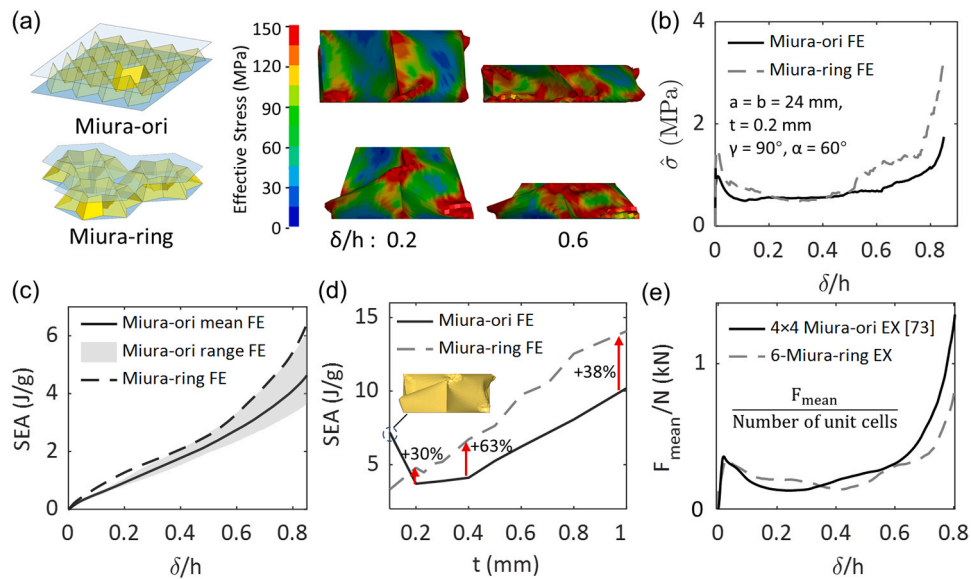 (a)
Miura-ori
Miura-ring
Effective Stress (MPa)
150
120
90
60
30
0
δ/h : 0.2 0.6
(b)
Miura-ori FE
Miura-ring FE
a = b = 24 mm,
t = 0.2 mm
γ = 90°, α = 60°
σ̂ (MPa)
4
2
0
0 0.2 0.4 0.6 0.8
δ/h
(c)
Miura-ori mean FE
Miura-ori range FE
Miura-ring FE
SEA (J/g)
6
4
2
0
0 0.2 0.4 0.6 0.8
δ/h
(d)
Miura-ori FE
Miura-ring FE
SEA (J/g)
15
10
5
+30%
+63%
+38%
0.2 0.4 0.6 0.8 1
t (mm)
(e)
4×4 Miura-ori EX [73]
6-Miura-ring EX
F_mean
Number of unit cells
F_mean/N (kN)
1
0
0 0.2 0.4 0.6 0.8
δ/h